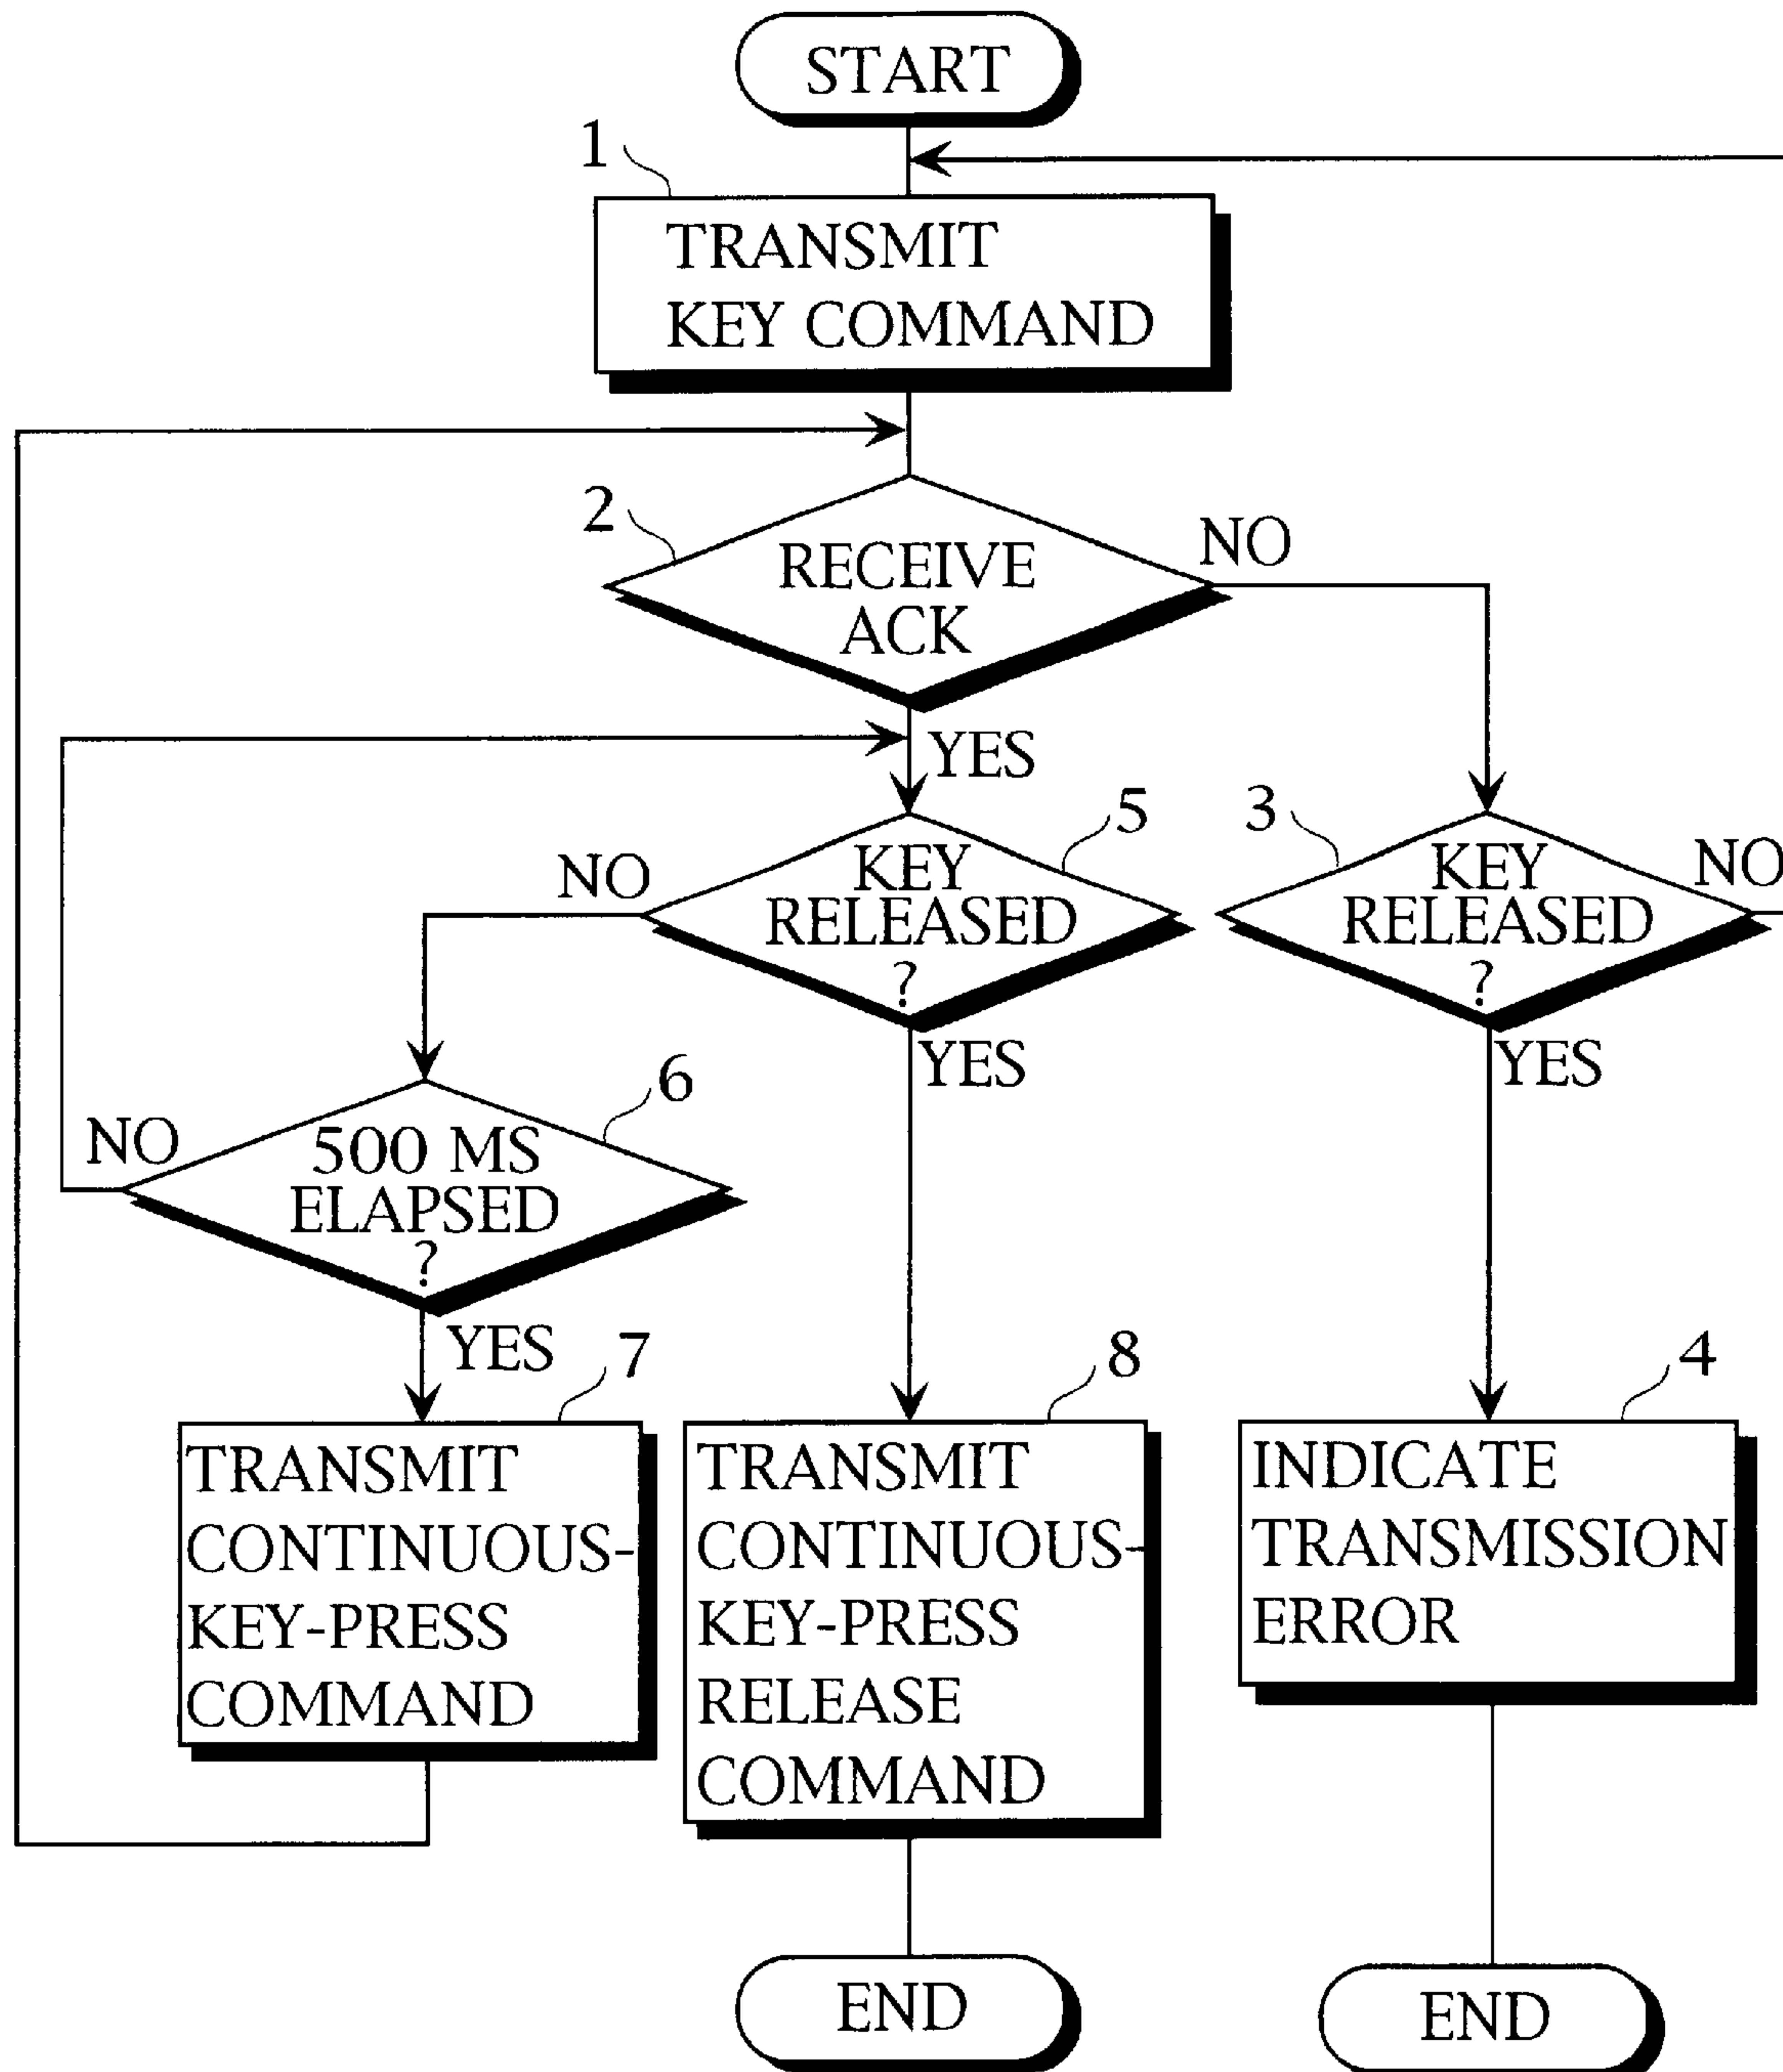 START
1
TRANSMIT
KEY COMMAND
2
RECEIVE
ACK
NO
YES
5
KEY
RELEASED
?
NO
YES
3
KEY
RELEASED
?
NO
YES
6
500 MS
ELAPSED
?
NO
YES
7
TRANSMIT
CONTINUOUS-
KEY-PRESS
COMMAND
8
TRANSMIT
CONTINUOUS-
KEY-PRESS
RELEASE
COMMAND
4
INDICATE
TRANSMISSION
ERROR
END
END